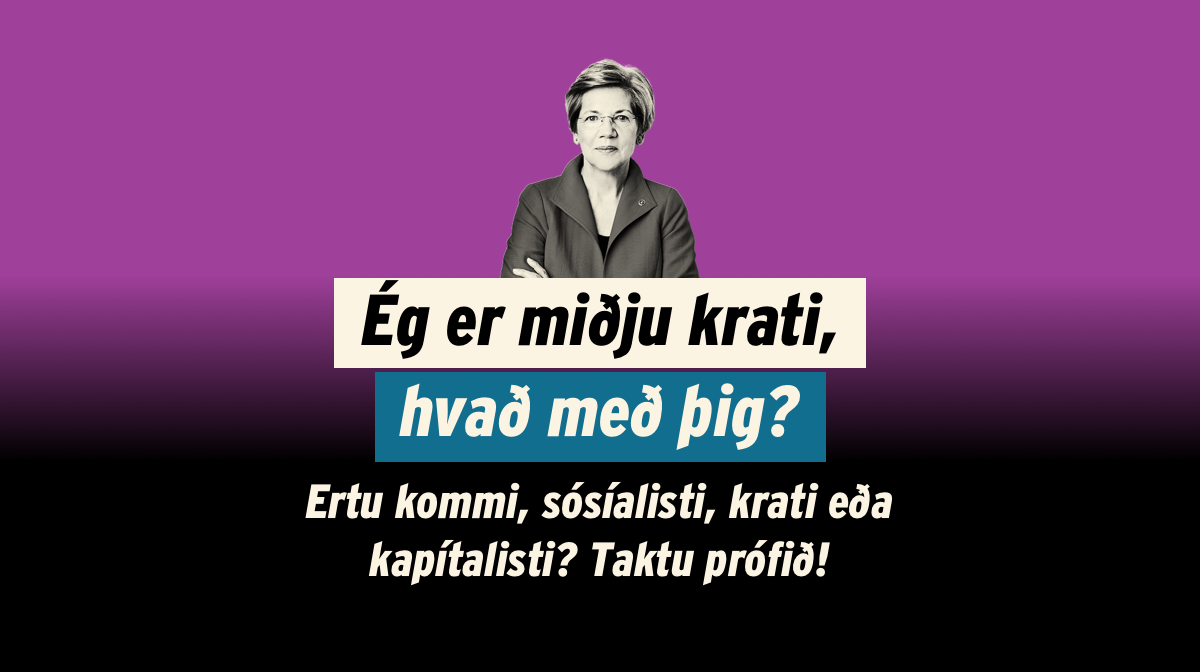 Ég er miðju krati,
hvað með þig?
Ertu kommi, sósíalisti, krati eða
kapítalisti? Taktu prófið!